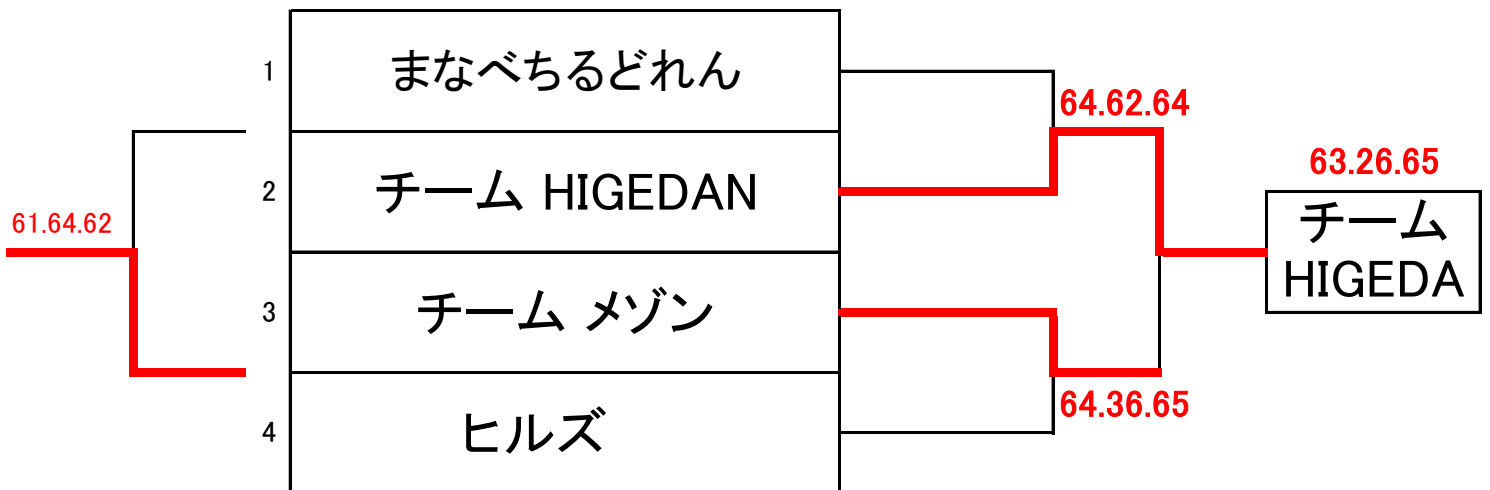 1 まなべちるどれん
64.62.64
2 チーム HIGEDAN
63.26.65
61.64.62
チーム
HIGEDA
3 チーム メゾン
64.36.65
4 ヒルズ